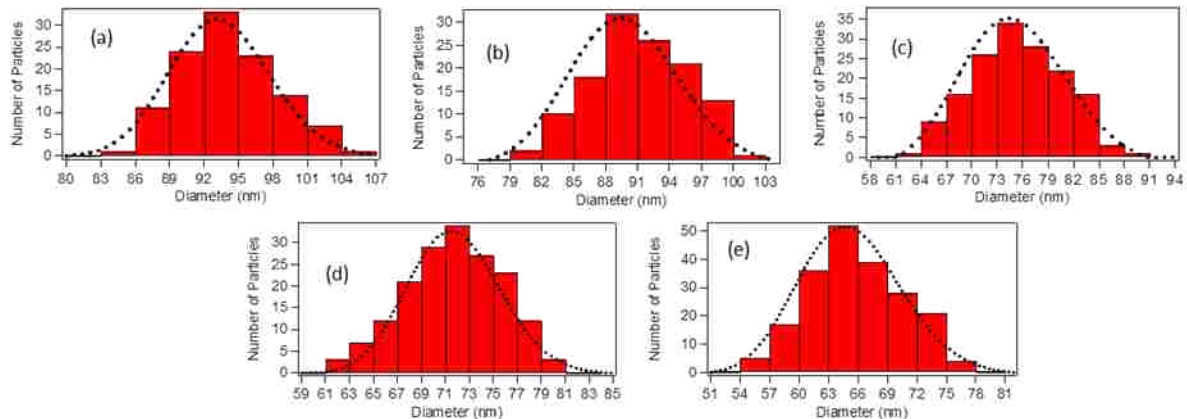 (a)
Number of Particles
30
25
20
15
10
5
0
80 83 86 89 92 95 98 101 104 107
Diameter (nm)
(b)
Number of Particles
30
25
20
15
10
5
0
76 79 82 85 88 91 94 97 100 103
Diameter (nm)
(c)
Number of Particles
35
30
25
20
15
10
5
0
58 61 64 67 70 73 76 79 82 85 88 91 94
Diameter (nm)
(d)
Number of Particles
30
25
20
15
10
5
0
59 61 63 65 67 69 71 73 75 77 79 81 83 85
Diameter (nm)
(e)
Number of Particles
50
40
30
20
10
0
51 54 57 60 63 66 69 72 75 78 81
Diameter (nm)